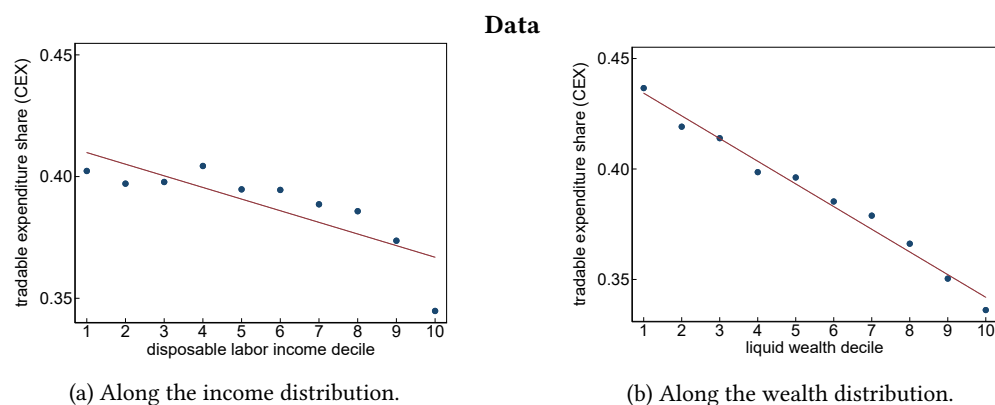 Data
tradable expenditure share (CEX)
0.45
0.40
0.35
1 2 3 4 5 6 7 8 9 10
disposable labor income decile
(a) Along the income distribution.
tradable expenditure share (CEX)
0.45
0.40
0.35
1 2 3 4 5 6 7 8 9 10
liquid wealth decile
(b) Along the wealth distribution.